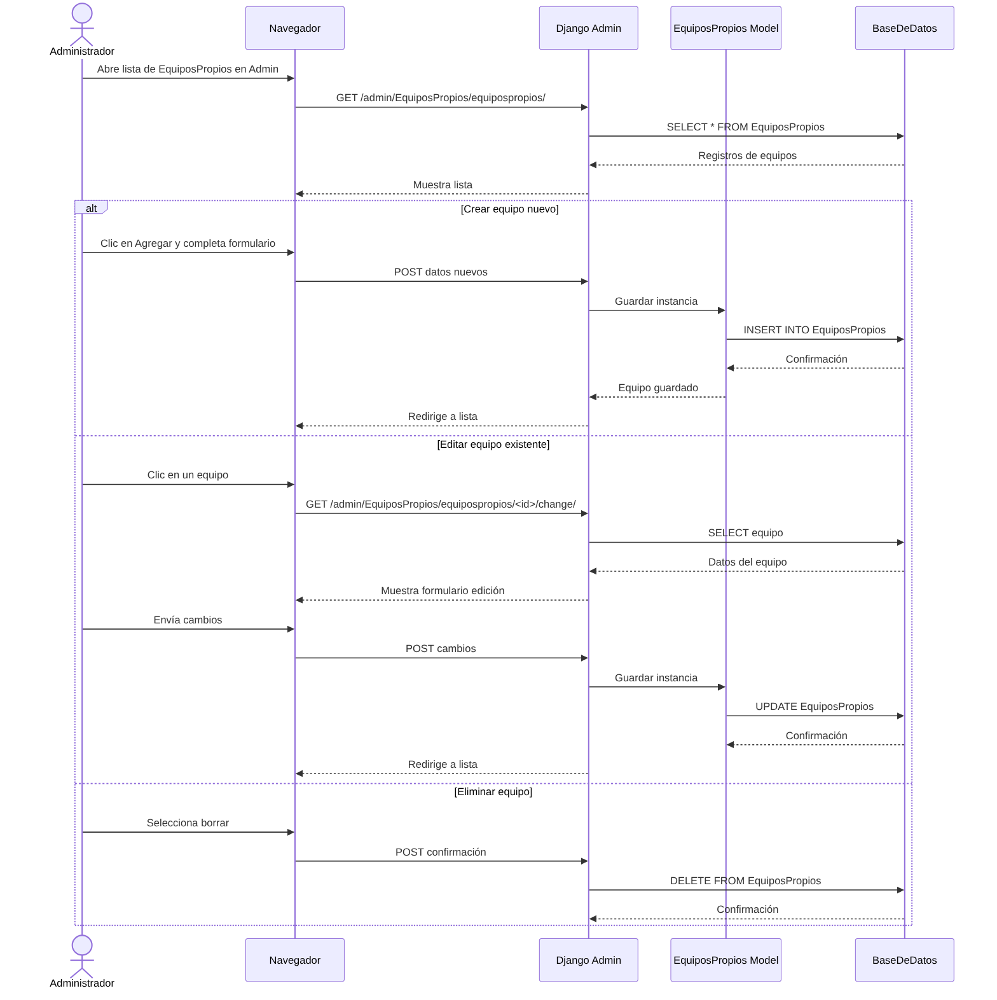 Administrador
Navegador
Django Admin
EquiposPropios Model
BaseDeDatos
Abre lista de EquiposPropios en Admin
GET /admin/EquiposPropios/equipospropios/
SELECT * FROM EquiposPropios
Registros de equipos
Muestra lista
alt
[Crear equipo nuevo]
Clic en Agregar y completa formulario
POST datos nuevos
Guardar instancia
INSERT INTO EquiposPropios
Confirmación
Equipo guardado
Redirige a lista
[Editar equipo existente]
Clic en un equipo
GET /admin/EquiposPropios/equipospropios/<id>/change/
SELECT equipo
Datos del equipo
Muestra formulario edición
Envía cambios
POST cambios
Guardar instancia
UPDATE EquiposPropios
Confirmación
Redirige a lista
[Eliminar equipo]
Selecciona borrar
POST confirmación
DELETE FROM EquiposPropios
Confirmación
Administrador
Navegador
Django Admin
EquiposPropios Model
BaseDeDatos